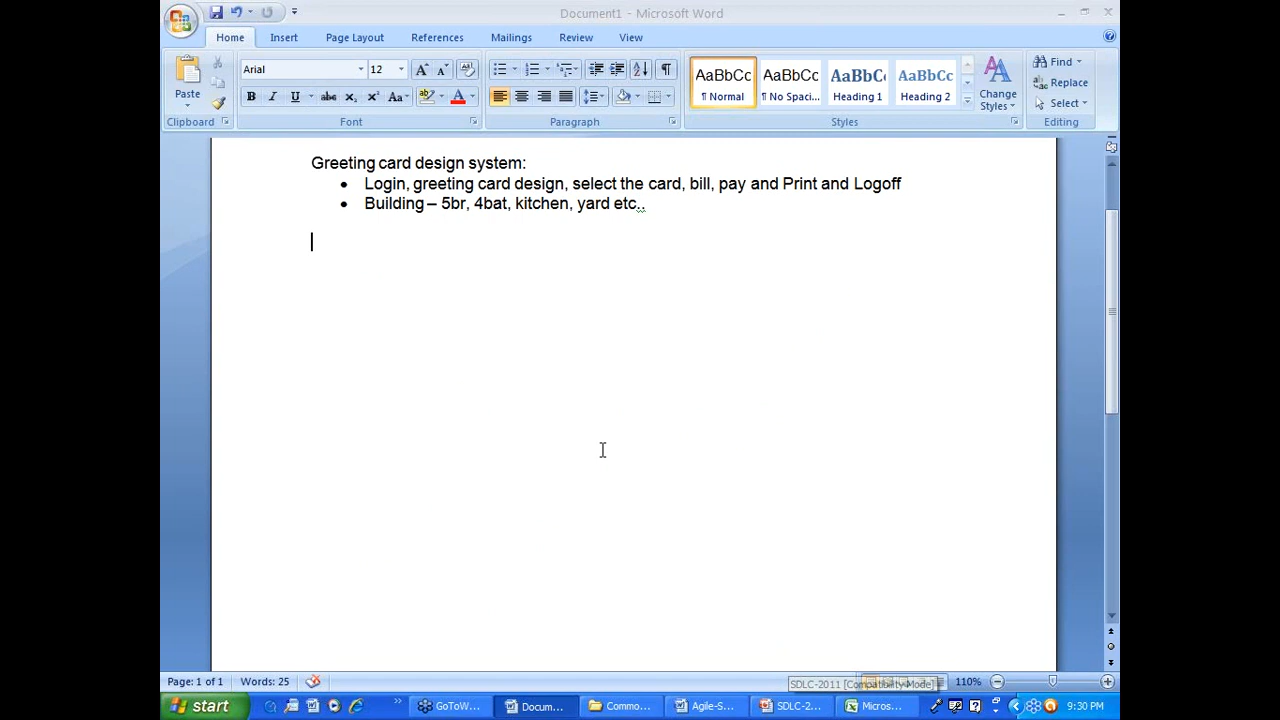 Document1 - Microsoft Word
Home Insert Page Layout References Mailings Review View
Arial 12
Paste
AaBbCc AaBbCc AaBbC AaBbCc
¶ Normal ¶ No Spaci... Heading 1 Heading 2
Change Styles
Find
Replace
Select
Clipboard Font Paragraph Styles Editing
Greeting card design system:
• Login, greeting card design, select the card, bill, pay and Print and Logoff
• Building – 5br, 4bat, kitchen, yard etc..
Page: 1 of 1 Words: 25 110%
SDLC-2011 [Compatibility Mode]
start GoToW... Docum... Commo... Agile-S... SDLC-2... Micros... 9:30 PM